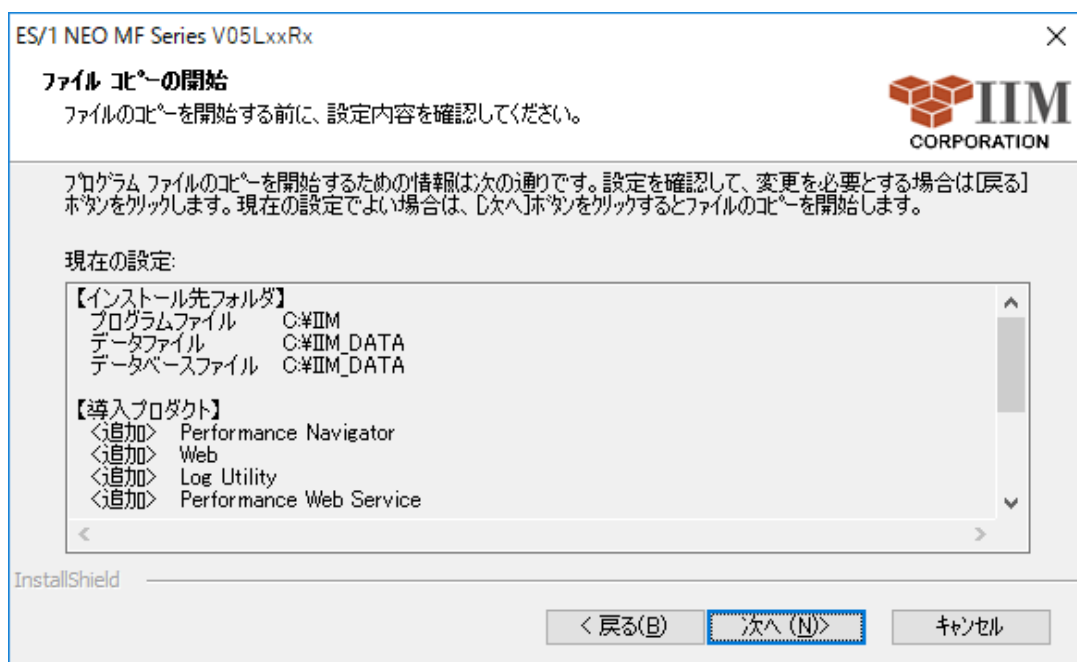 ES/1 NEO MF Series V05LxxRx
ファイル コピーの開始
ファイルのコピーを開始する前に、設定内容を確認してください。
IIM
CORPORATION
プログラム ファイルのコピーを開始するための情報は次の通りです。設定を確認して、変更を必要とする場合は[戻る]
ボタンをクリックします。現在の設定でよい場合は、[次へ]ボタンをクリックするとファイルのコピーを開始します。
現在の設定:
【インストール先フォルダ】
プログラムファイル C:¥IIM
データファイル C:¥IIM_DATA
データベースファイル C:¥IIM_DATA
【導入プロダクト】
<追加> Performance Navigator
<追加> Web
<追加> Log Utility
<追加> Performance Web Service
InstallShield
< 戻る(B)
次へ (N)>
キャンセル